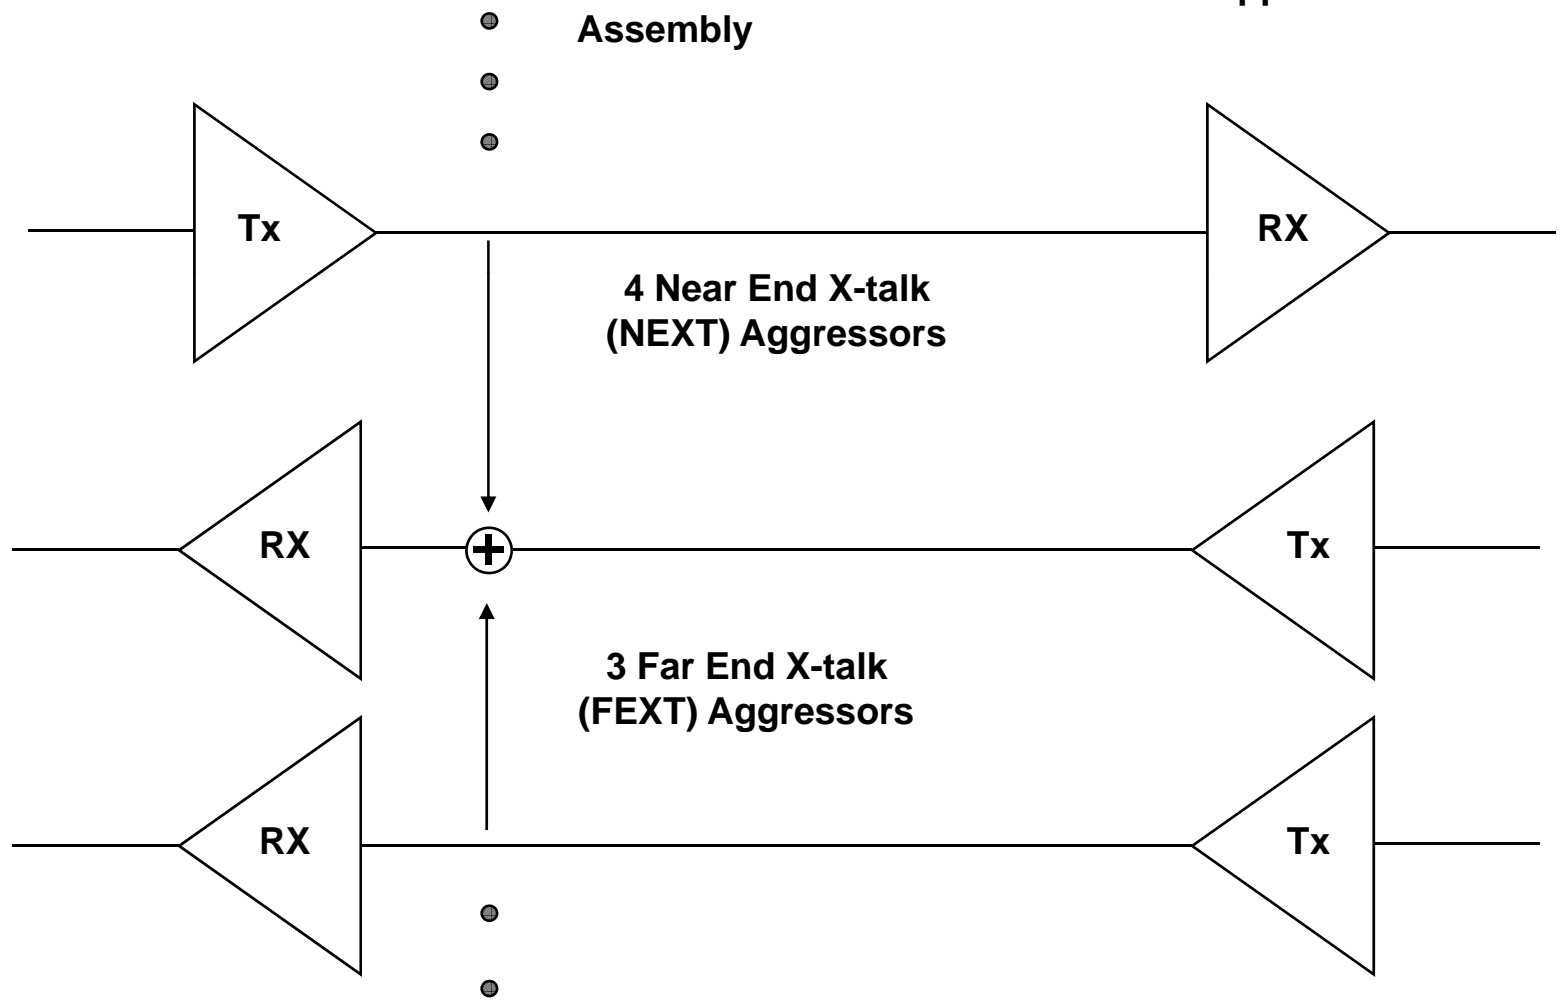 Assembly
Tx
RX
4 Near End X-talk
(NEXT) Aggressors
RX
Tx
3 Far End X-talk
(FEXT) Aggressors
RX
Tx